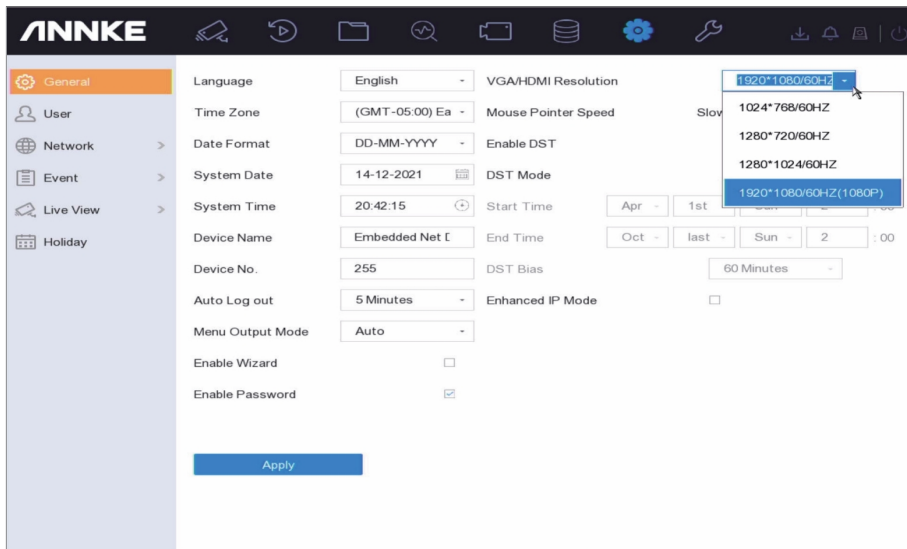 ANNKE
General
User
Network >
Event >
Live View >
Holiday
Language English VGA/HDMI Resolution 1920*1080/60HZ
Time Zone (GMT-05:00) Ea Mouse Pointer Speed Slow
1024*768/60HZ
Date Format DD-MM-YYYY Enable DST
1280*720/60HZ
System Date 14-12-2021 DST Mode
1280*1024/60HZ
1920*1080/60HZ(1080P)
System Time 20:42:15 Start Time Apr 1st
Device Name Embedded Net D End Time Oct last Sun 2 : 00
Device No. 255 DST Bias 60 Minutes
Auto Log out 5 Minutes Enhanced IP Mode
Menu Output Mode Auto
Enable Wizard
Enable Password
Apply